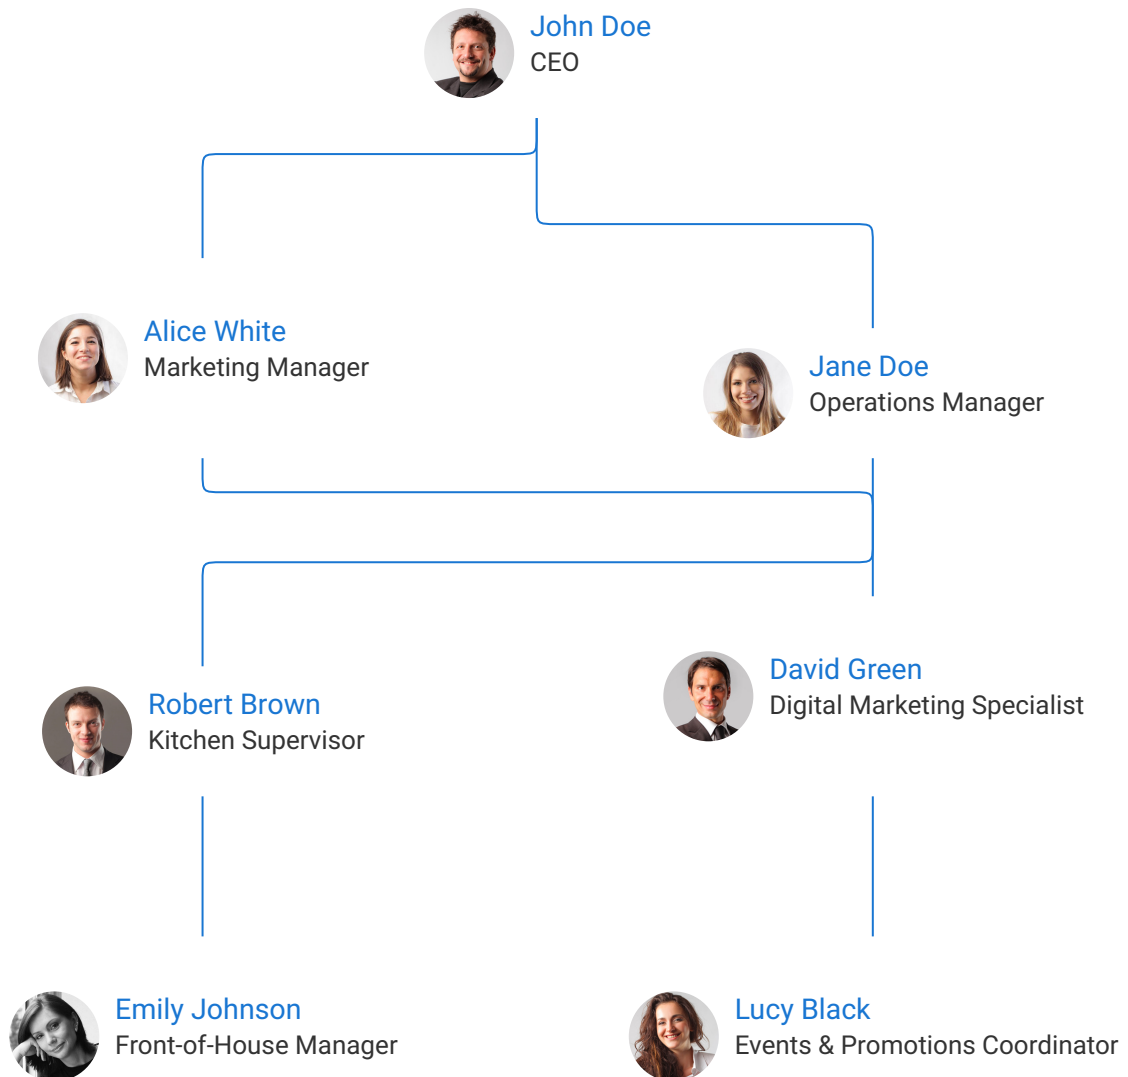 John Doe
CEO
Alice White
Marketing Manager
Jane Doe
Operations Manager
Robert Brown
Kitchen Supervisor
David Green
Digital Marketing Specialist
Emily Johnson
Front-of-House Manager
Lucy Black
Events & Promotions Coordinator